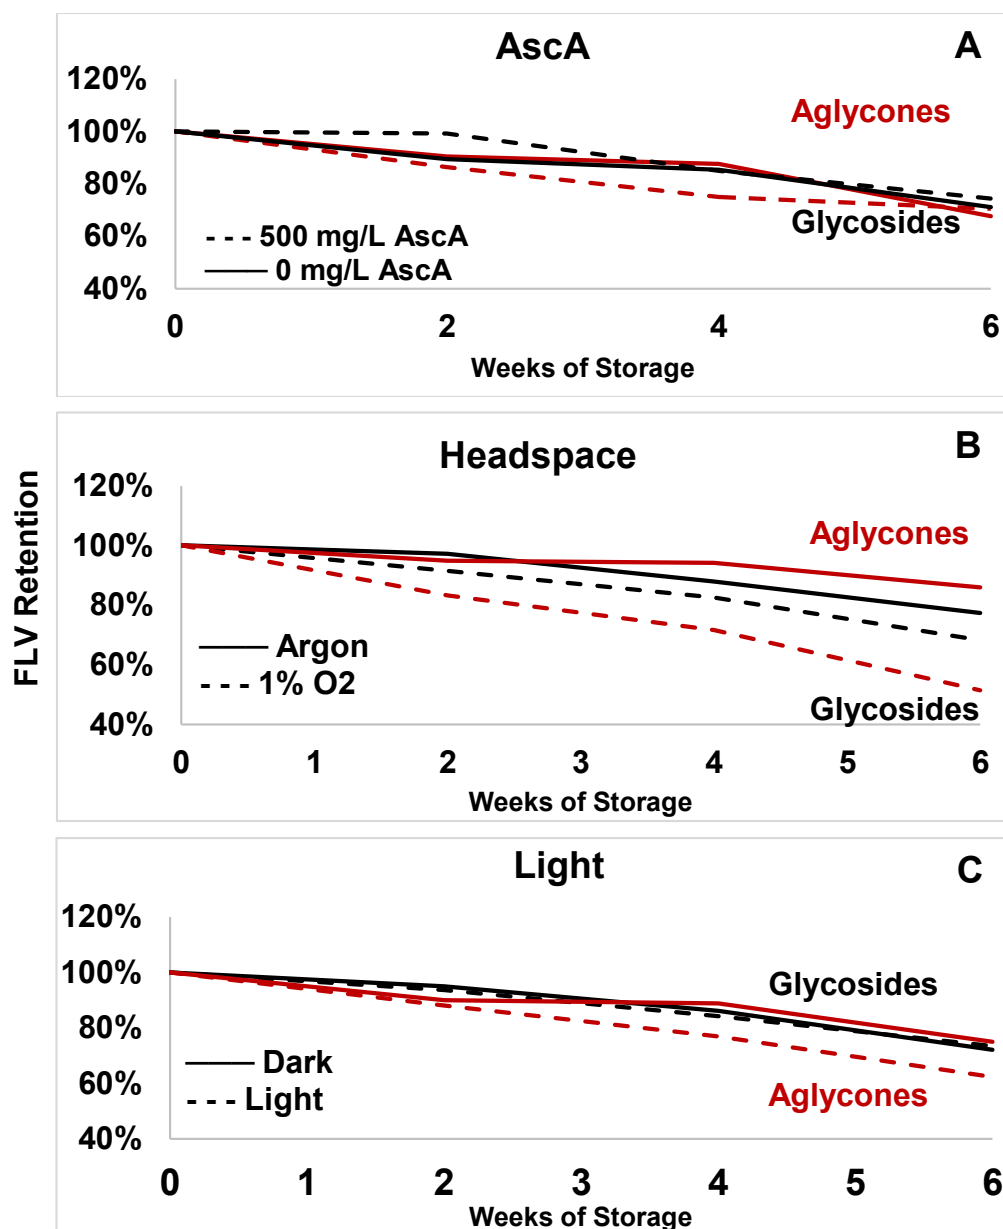 AscA
A
120%
100%
80%
60%
40%
Aglycones
Glycosides
500 mg/L AscA
0 mg/L AscA
0 2 4 6
Weeks of Storage
FLV Retention
Headspace
B
120%
100%
80%
60%
40%
Aglycones
Argon
1% O2
Glycosides
0 1 2 3 4 5 6
Weeks of Storage
Light
C
120%
100%
80%
60%
40%
Glycosides
Dark
Light
Aglycones
0 1 2 3 4 5 6
Weeks of Storage